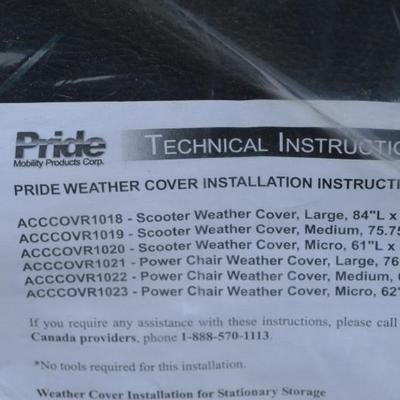 Pride
Mobility Products Corp.
TECHNICAL INSTRUCTIO
PRIDE WEATHER COVER INSTALLATION INSTRUCTI
ACCCOVR1018 - Scooter Weather Cover, Large, 84"L x
ACCCOVR1019 - Scooter Weather Cover, Medium, 75.75
ACCCOVR1020 - Scooter Weather Cover, Micro, 61"L x
ACCCOVR1021 - Power Chair Weather Cover, Large, 76
ACCCOVR1022 - Power Chair Weather Cover, Medium,
ACCCOVR1023 - Power Chair Weather Cover, Micro, 62"
If you require any assistance with these instructions, please call
Canada providers, phone 1-888-570-1113.
*No tools required for this installation.
Weather Cover Installation for Stationary Storage